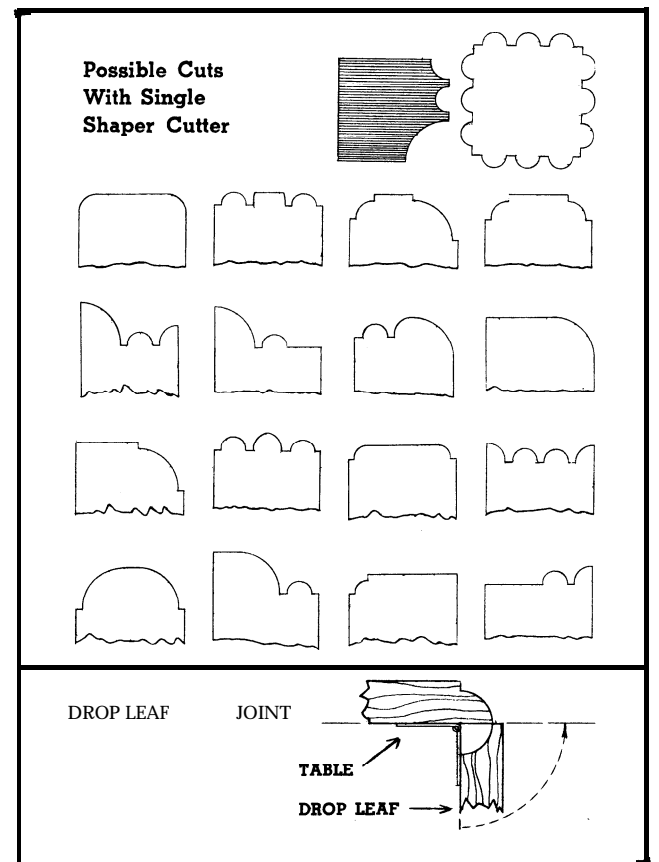 Possible Cuts
With Single
Shaper Cutter
DROP LEAF JOINT
TABLE
DROP LEAF